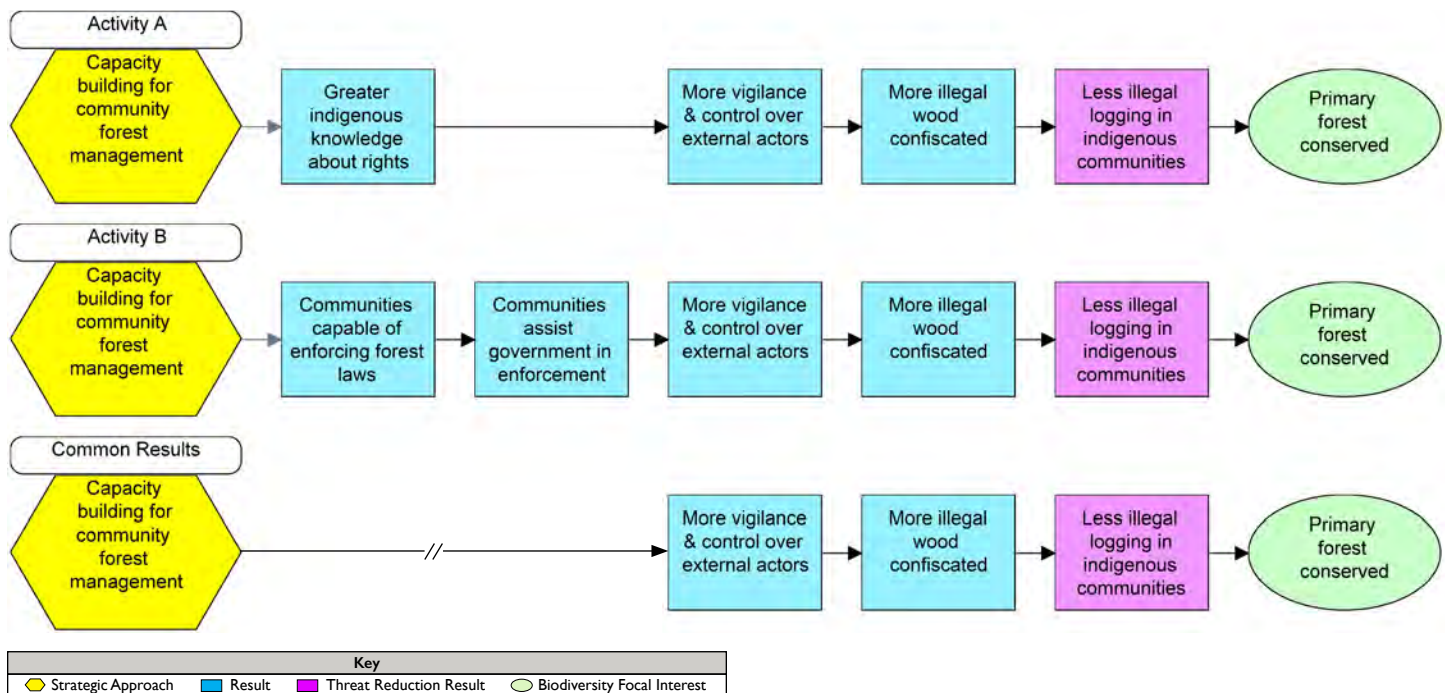 Activity A
Capacity
building for
community
forest
management
Greater
indigenous
knowledge
about rights
More vigilance
& control over
external actors
More illegal
wood
confiscated
Less illegal
logging in
indigenous
communities
Primary
forest
conserved
Activity B
Capacity
building for
community
forest
management
Communities
capable of
enforcing forest
laws
Communities
assist
government in
enforcement
More vigilance
& control over
external actors
More illegal
wood
confiscated
Less illegal
logging in
indigenous
communities
Primary
forest
conserved
Common Results
Capacity
building for
community
forest
management
More vigilance
& control over
external actors
More illegal
wood
confiscated
Less illegal
logging in
indigenous
communities
Primary
forest
conserved
Key
Strategic Approach
Result
Threat Reduction Result
Biodiversity Focal Interest